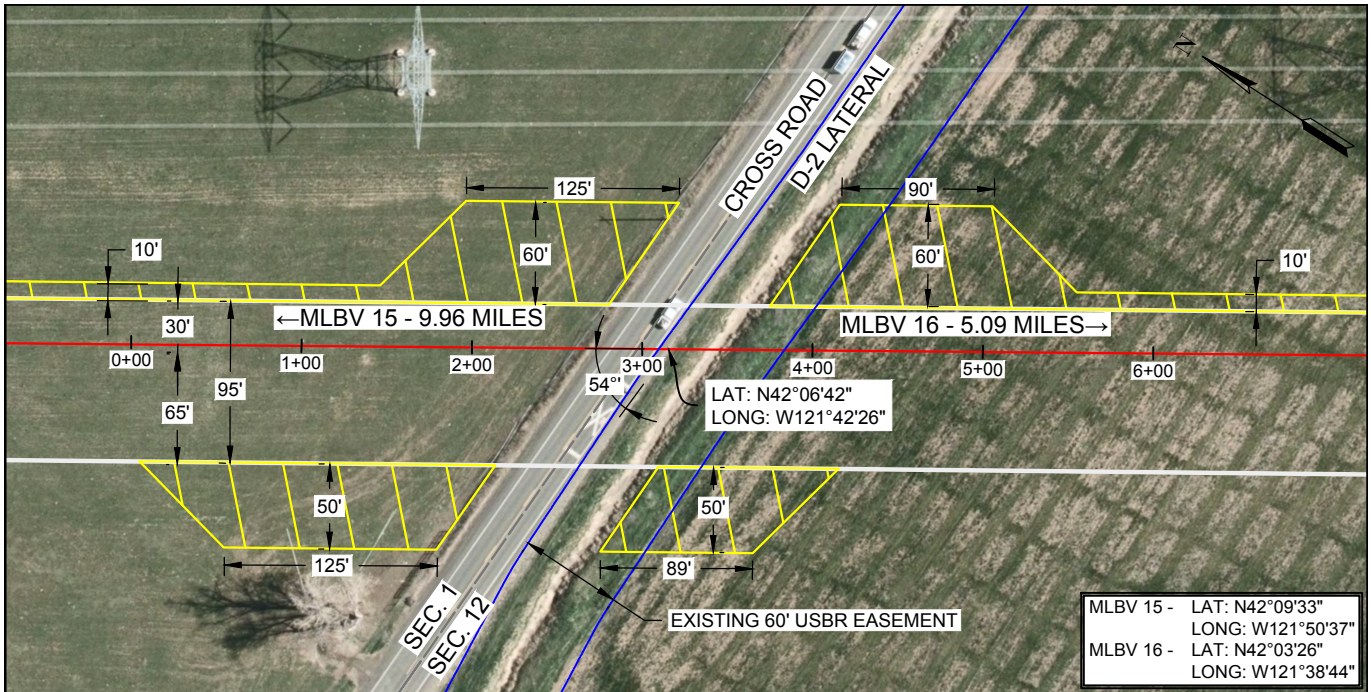 N
CROSS ROAD
D-2 LATERAL
125'
90'
60'
60'
10'
10'
30'
95'
65'
←MLBV 15 - 9.96 MILES
MLBV 16 - 5.09 MILES→
0+00
1+00
2+00
3+00
4+00
5+00
6+00
54°'
LAT: N42°06'42"
LONG: W121°42'26"
50'
125'
50'
89'
SEC. 1
SEC. 12
EXISTING 60' USBR EASEMENT
MLBV 15 - LAT: N42°09'33"
LONG: W121°50'37"
MLBV 16 - LAT: N42°03'26"
LONG: W121°38'44"